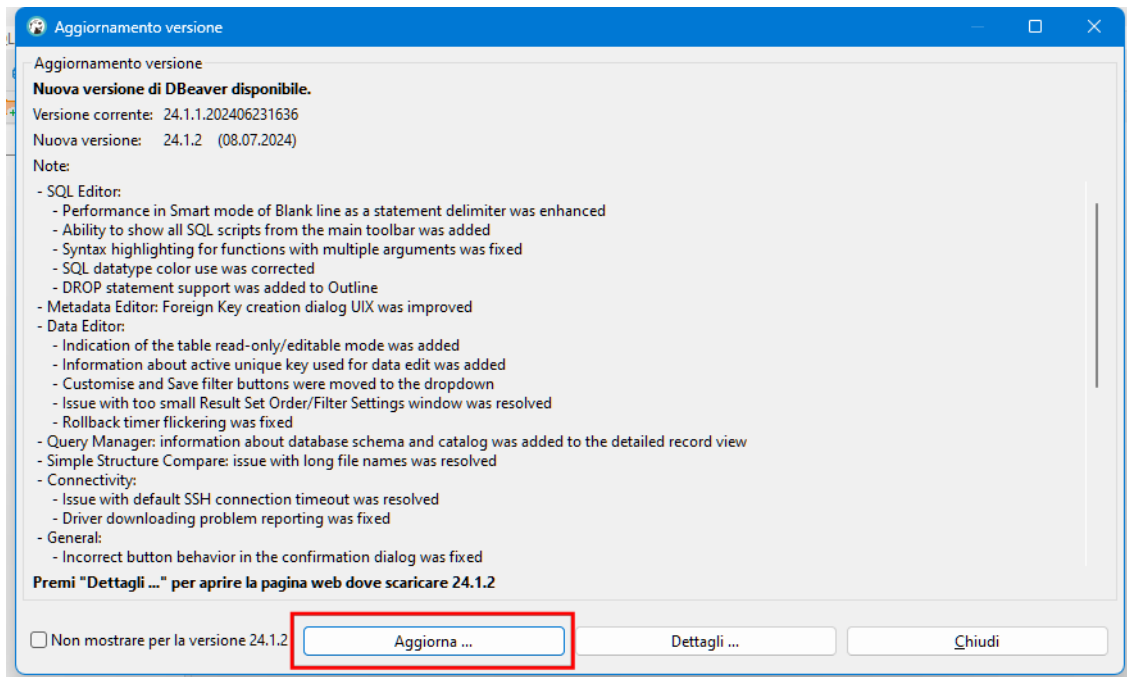 Aggiornamento versione
Aggiornamento versione
Nuova versione di DBeaver disponibile.
Versione corrente: 24.1.1.202406231636
Nuova versione: 24.1.2 (08.07.2024)
Note:
- SQL Editor:
- Performance in Smart mode of Blank line as a statement delimiter was enhanced
- Ability to show all SQL scripts from the main toolbar was added
- Syntax highlighting for functions with multiple arguments was fixed
- SQL datatype color use was corrected
- DROP statement support was added to Outline
- Metadata Editor: Foreign Key creation dialog UIX was improved
- Data Editor:
- Indication of the table read-only/editable mode was added
- Information about active unique key used for data edit was added
- Customise and Save filter buttons were moved to the dropdown
- Issue with too small Result Set Order/Filter Settings window was resolved
- Rollback timer flickering was fixed
- Query Manager: information about database schema and catalog was added to the detailed record view
- Simple Structure Compare: issue with long file names was resolved
- Connectivity:
- Issue with default SSH connection timeout was resolved
- Driver downloading problem reporting was fixed
- General:
- Incorrect button behavior in the confirmation dialog was fixed
Premi "Dettagli ..." per aprire la pagina web dove scaricare 24.1.2
Non mostrare per la versione 24.1.2 Aggiorna ... Dettagli ... Chiudi